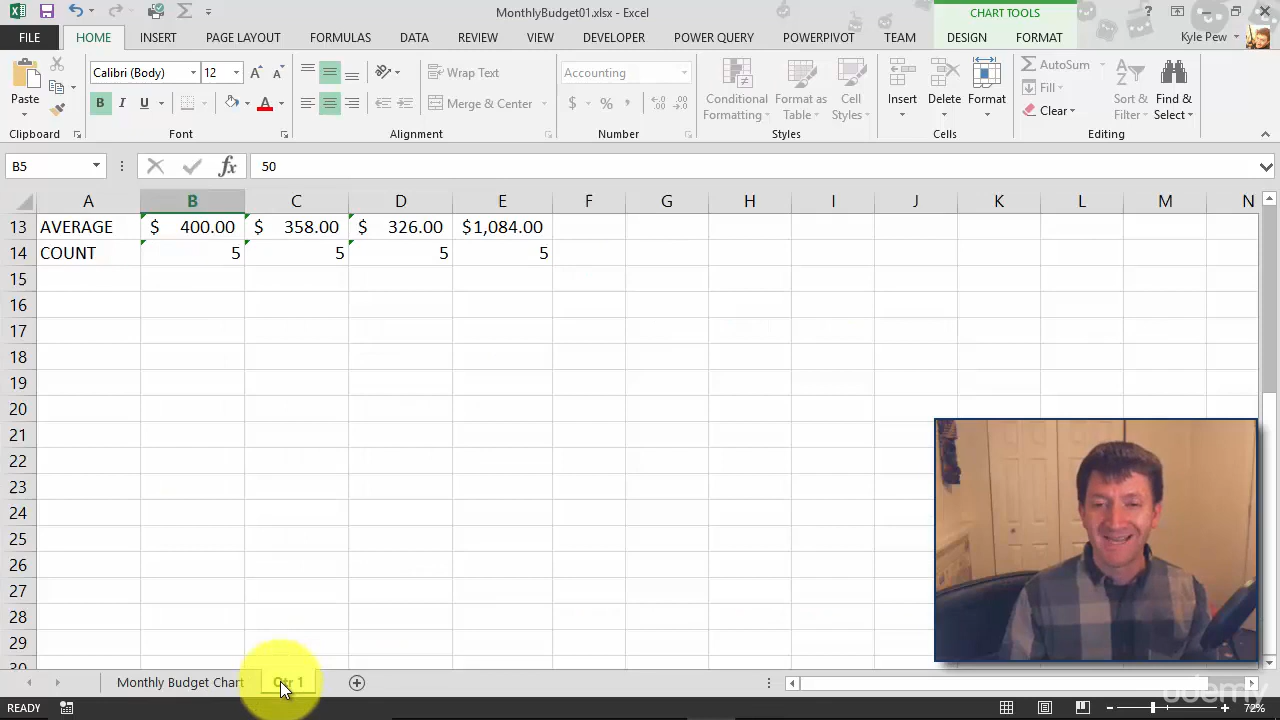 MonthlyBudget01.xlsx - Excel
CHART TOOLS
FILE HOME INSERT PAGE LAYOUT FORMULAS DATA REVIEW VIEW DEVELOPER POWER QUERY POWERPIVOT TEAM DESIGN FORMAT Kyle Pew
Paste
Clipboard
Calibri (Body) 12
B I U A
Font
Wrap Text
Merge & Center
Alignment
Accounting
$ % ,
Number
Conditional Formatting
Format as Table
Cell Styles
Styles
Insert Delete Format
Cells
AutoSum
Fill
Clear
Sort & Filter
Find & Select
Editing
B5 fx 50
A B C D E F G H I J K L M N
13 AVERAGE $ 400.00 $ 358.00 $ 326.00 $1,084.00
14 COUNT 5 5 5 5
15
16
17
18
19
20
21
22
23
24
25
26
27
28
29
30
Monthly Budget Chart Qtr 1
READY 72%
udemy